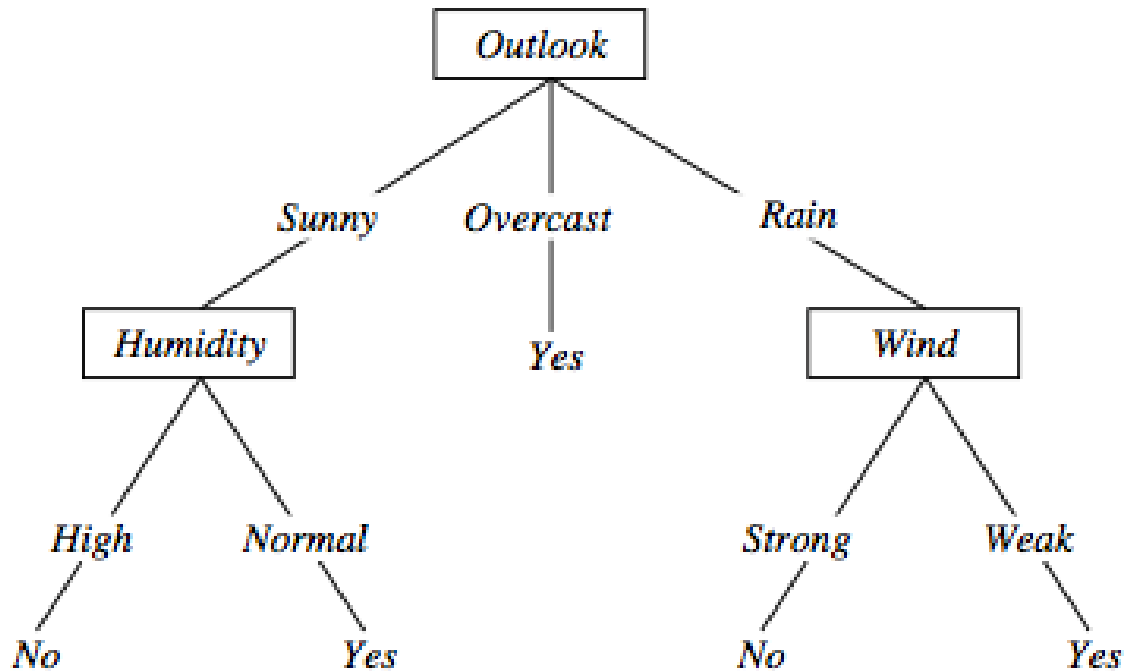 Outlook
Sunny Overcast Rain
Humidity Yes Wind
High Normal Strong Weak
No Yes No Yes